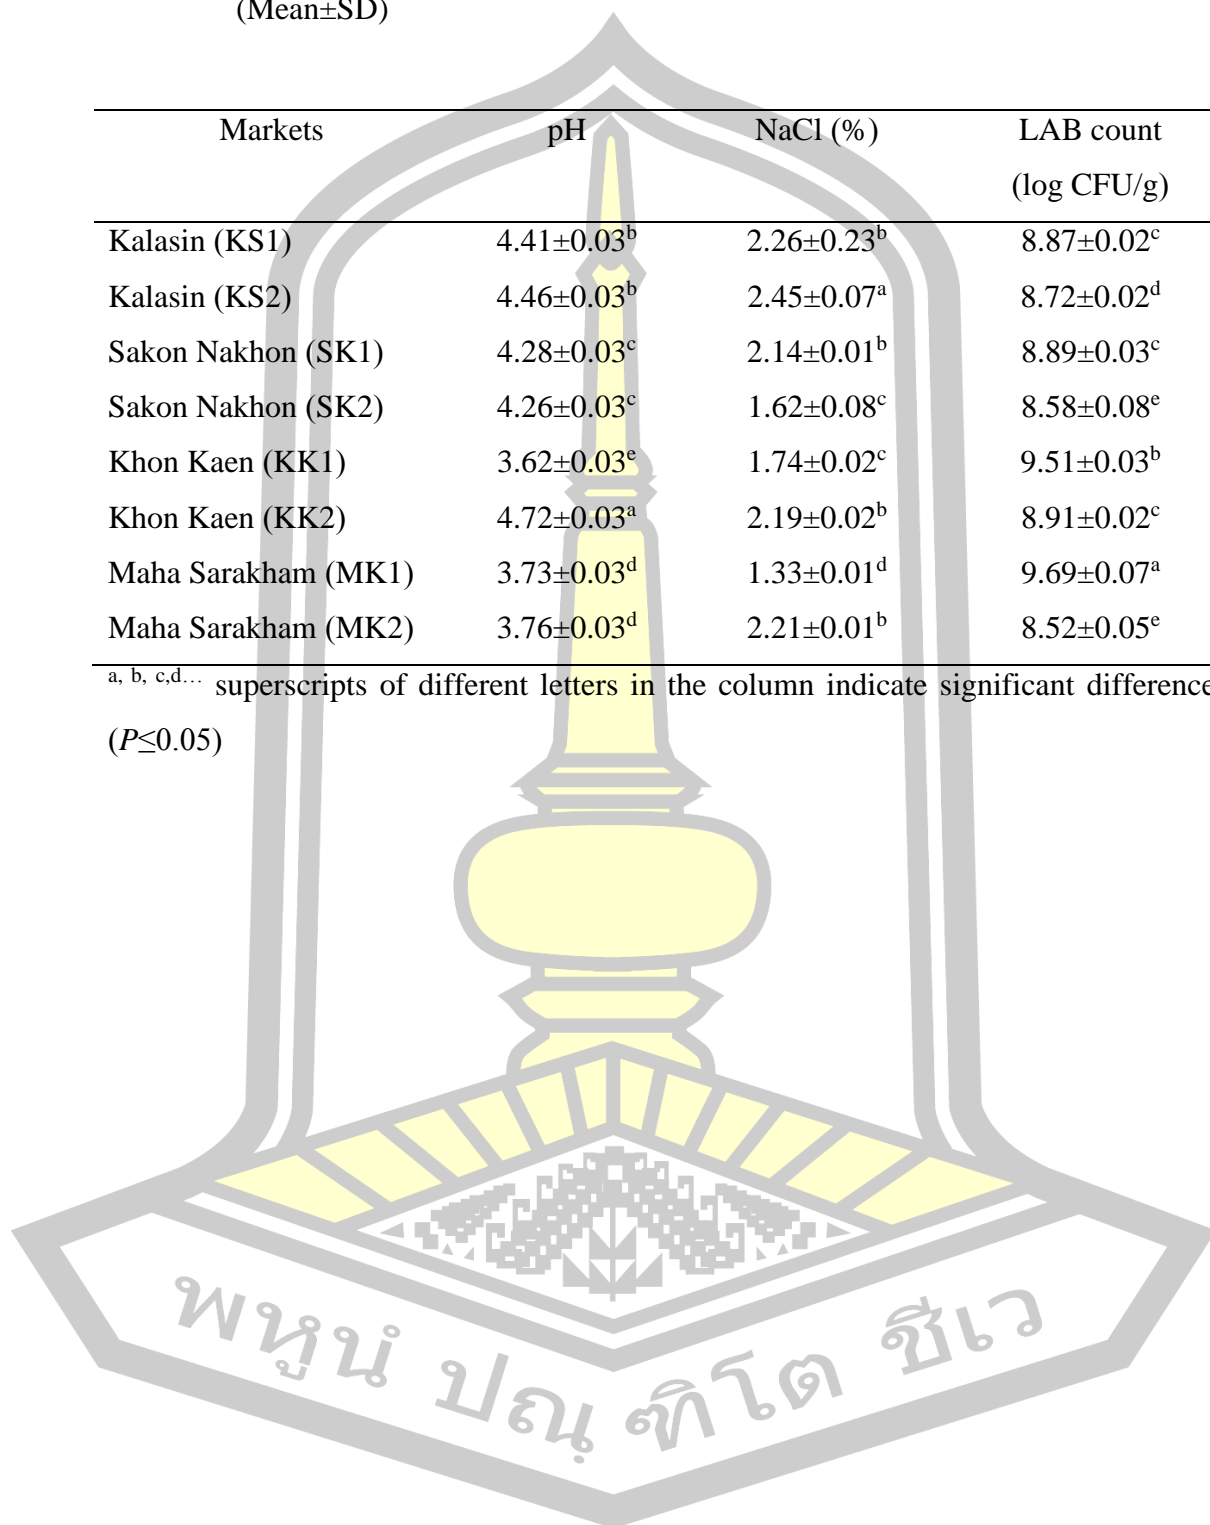 (Mean±SD)
Markets pH NaCl (%) LAB count
(log CFU/g)
Kalasin (KS1) 4.41±0.03ᵇ 2.26±0.23ᵇ 8.87±0.02ᶜ
Kalasin (KS2) 4.46±0.03ᵇ 2.45±0.07ᵃ 8.72±0.02ᵈ
Sakon Nakhon (SK1) 4.28±0.03ᶜ 2.14±0.01ᵇ 8.89±0.03ᶜ
Sakon Nakhon (SK2) 4.26±0.03ᶜ 1.62±0.08ᶜ 8.58±0.08ᵉ
Khon Kaen (KK1) 3.62±0.03ᵉ 1.74±0.02ᶜ 9.51±0.03ᵇ
Khon Kaen (KK2) 4.72±0.03ᵃ 2.19±0.02ᵇ 8.91±0.02ᶜ
Maha Sarakham (MK1) 3.73±0.03ᵈ 1.33±0.01ᵈ 9.69±0.07ᵃ
Maha Sarakham (MK2) 3.76±0.03ᵈ 2.21±0.01ᵇ 8.52±0.05ᵉ
a, b, c,d… superscripts of different letters in the column indicate significant difference
(P≤0.05)
พหูนํ ปณฺฑิโต ชีเว